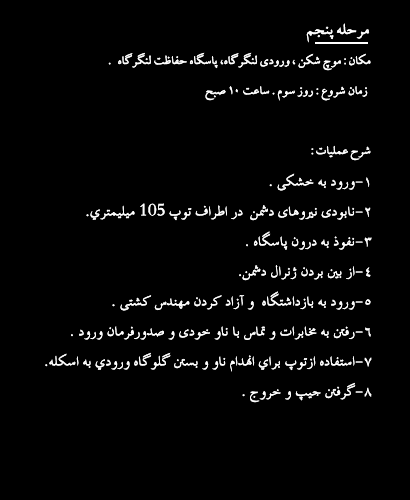 مرحله پنجم
مکان : موج شکن ، ورودی لنگرگاه، پاسگاه حفاظت لنگرگاه .
زمان شروع : روز سوم . ساعت ۱۰ صبح
شرح عملیات :
۱-ورود به خشکی .
۲-نابودی نیروهای دشمن در اطراف توپ 105 میلیمتري.
۳-نفوذ به درون پاسگاه .
٤-از بین بردن ژنرال دشمن.
۵-ورود به بازداشتگاه و آزاد کردن مهندس کشتی .
۶-رفتن به مخابرات و تماس با ناو خودی و صدورفرمان ورود .
۷-استفاده ازتوپ براي انهدام ناو و بستن گلوگاه ورودي به اسکله.
۸-گرفتن جیپ و خروج .